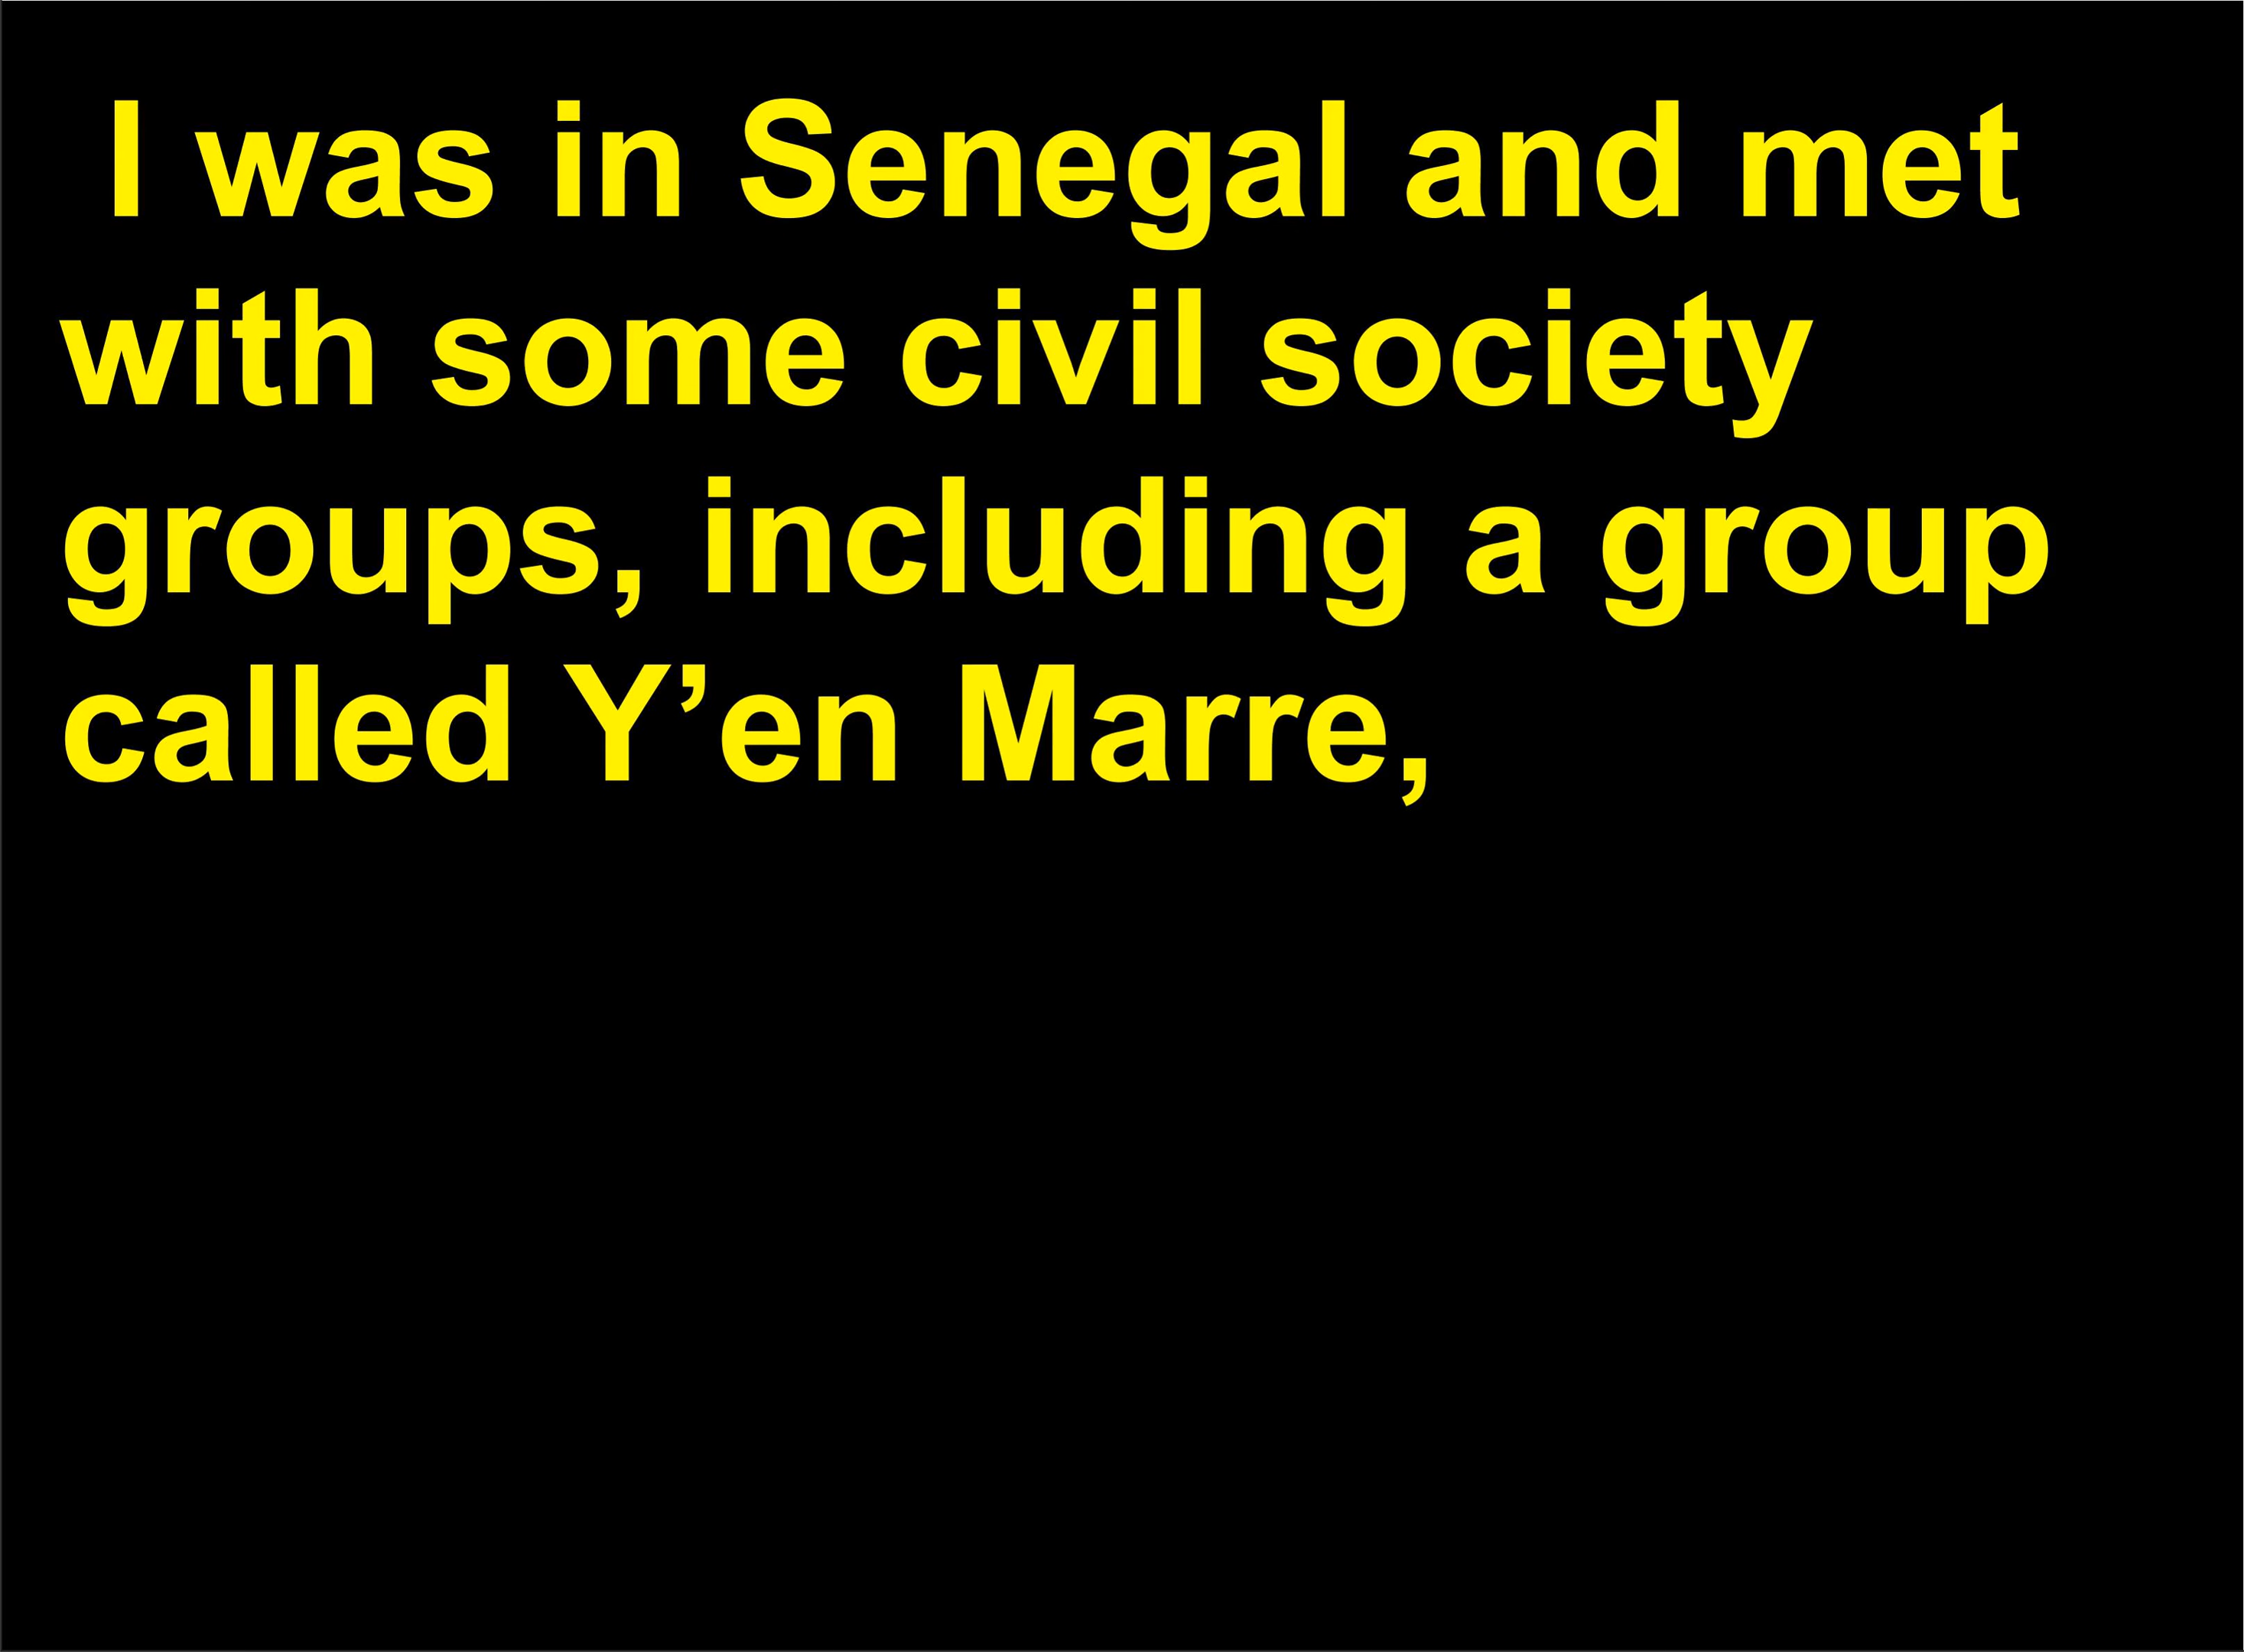 I was in Senegal and met
with some civil society
groups, including a group
called Y’en Marre,